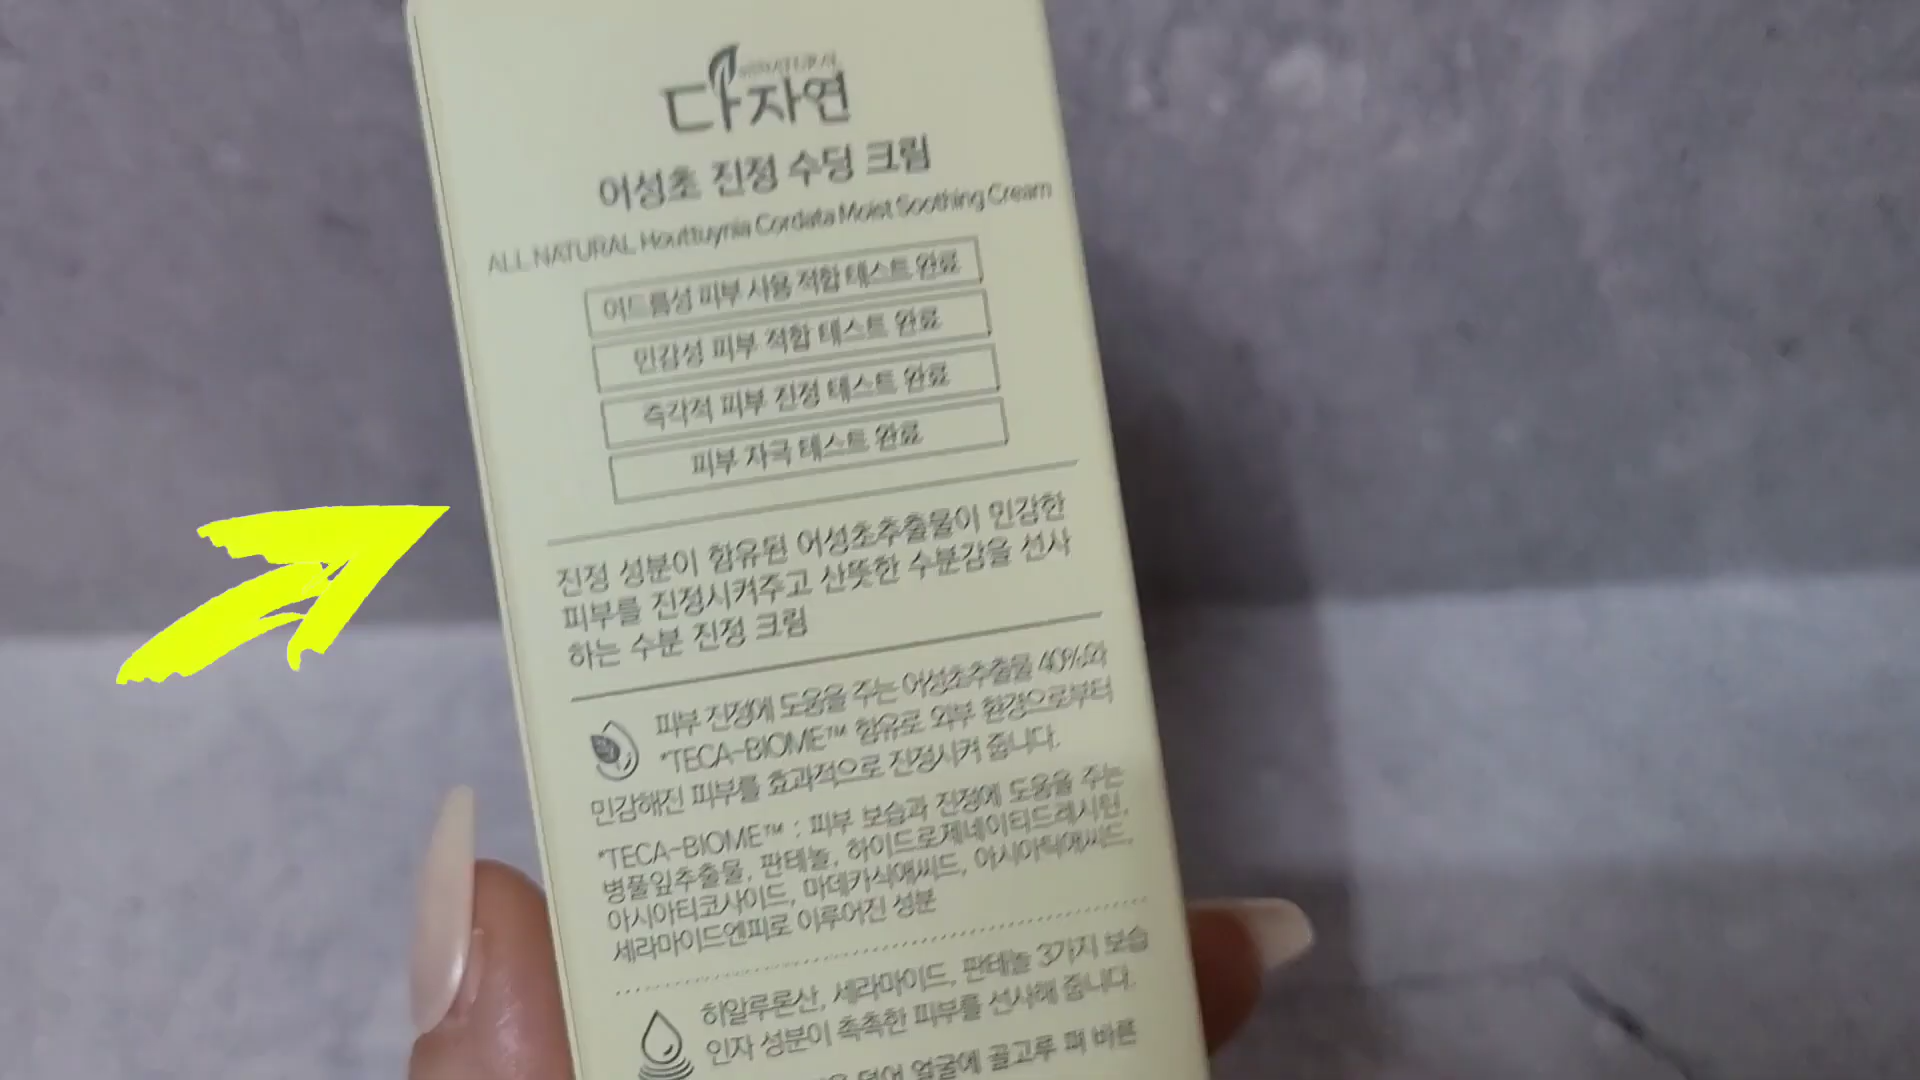 allNATURAL
다자연
어성초 진정 수딩 크림
ALL NATURAL Houttuynia Cordata Moist Soothing Cream
여드름성 피부 사용 적합 테스트 완료
민감성 피부 적합 테스트 완료
즉각적 피부 진정 테스트 완료
피부 자극 테스트 완료
진정 성분이 함유된 어성초추출물이 민감한
피부를 진정시켜주고 산뜻한 수분감을 선사
하는 수분 진정 크림
피부 진정에 도움을 주는 어성초추출물 40%와
*TECA-BIOME™ 함유로 외부 환경으로부터
민감해진 피부를 효과적으로 진정시켜 줍니다.
*TECA-BIOME™ : 피부 보습과 진정에 도움을 주는
병풀잎추출물, 판테놀, 하이드로제네이티드레시틴,
아시아티코사이드, 마데카식애씨드, 아시아틱애씨드,
세라마이드엔피로 이루어진 성분
히알루론산, 세라마이드, 판테놀 3가지 보습
인자 성분이 촉촉한 피부를 선사해 줍니다.
덜어 얼굴에 골고루 펴 바른